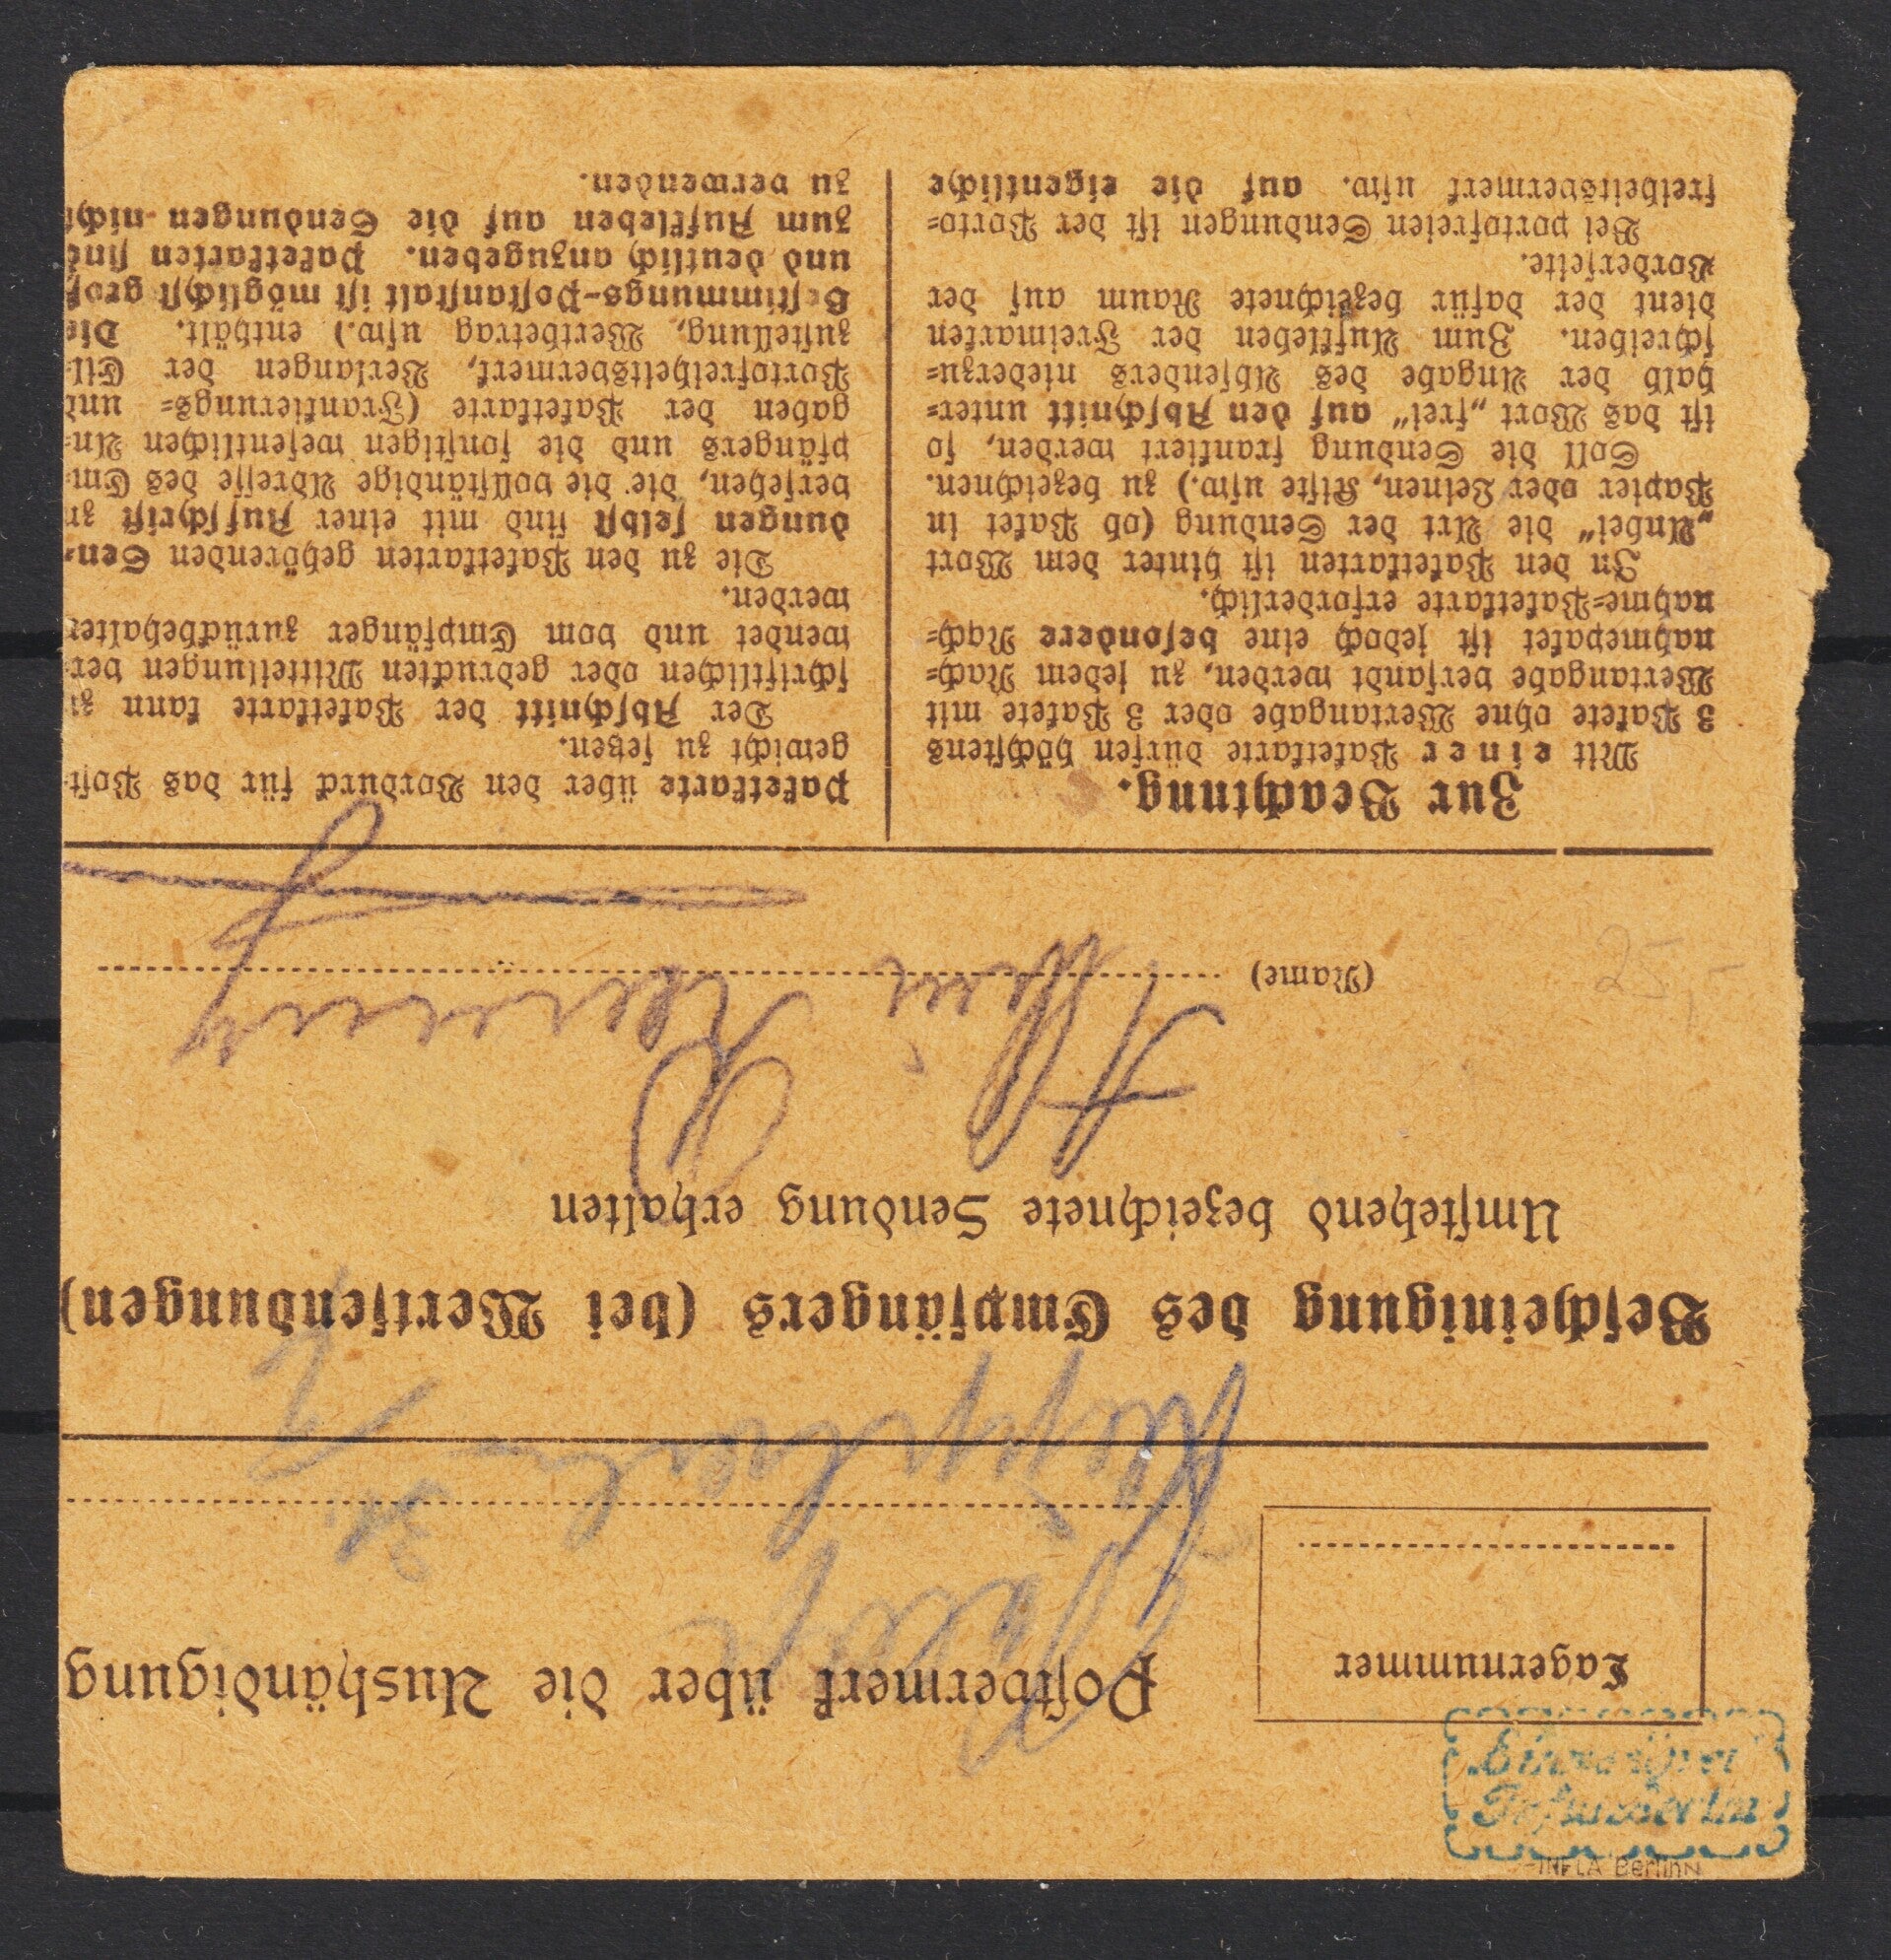 Lagernummer
Postvermerk über die Aushändigung
Bescheinigung des Empfängers (bei Wertsendungen)
Umstehend bezeichnete Sendung erhalten
(Name)
Zur Beachtung.
Mit einer Paketkarte dürfen höchstens
3 Pakete ohne Wertangabe oder 3 Pakete mit
Wertangabe versandt werden, zu jedem Nach-
nahmepaket ist jedoch eine besondere Nach-
nahme-Paketkarte erforderlich.
In den Paketkarten ist hinter dem Wort
„Anbei“ die Art der Sendung (ob Paket in
Papier oder Leinen, Kiste usw.) zu bezeichnen.
Soll die Sendung frankiert werden, so
ist das Wort „frei“ auf den Abschnitt unter-
halb der Angabe des Absenders niederzu-
schreiben. Zum Aufkleben der Freimarken
dient der dafür bezeichnete Raum auf der
Vorderseite.
Bei portofreien Sendungen ist der Porto-
freiheitsvermerk usw. auf die eigentliche
Paketkarte über den Vordruck für das Post-
gewicht zu setzen.
Der Abschnitt der Paketkarte kann z
schriftlichen oder gedruckten Mitteilungen ver-
wendet und vom Empfänger zurückbehalte
werden.
Die zu den Paketkarten gehörenden Sen-
dungen selbst sind mit einer Aufschrift z
versehen, die die vollständige Adresse des Em-
pfängers und die sonstigen wesentlichen An-
gaben der Paketkarte (Frankierungs- und
Portofreiheitsvermerk, Verlangen der Eil-
zustellung, Wertbetrag usw.) enthält. Die
Bestimmungs-Postanstalt ist möglichst groß
und deutlich anzugeben. Paketkarten sind
zum Aufkleben auf die Sendungen nich
zu verwenden.
25,-
INFLA Berlin